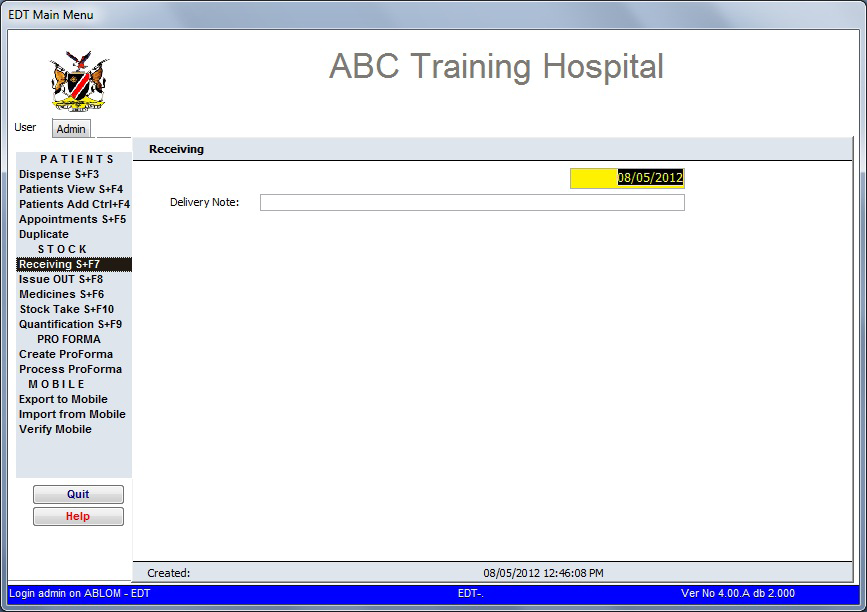 EDT Main Menu
ABC Training Hospital
User
Admin
Receiving
PATIENTS
Dispense S+F3
Patients View S+F4
Patients Add Ctrl+F4
Appointments S+F5
Duplicate
STOCK
Receiving S+F7
Issue OUT S+F8
Medicines S+F6
Stock Take S+F10
Quantification S+F9
PRO FORMA
Create ProForma
Process ProForma
MOBILE
Export to Mobile
Import from Mobile
Verify Mobile
Quit
Help
08/05/2012
Delivery Note:
Created: 08/05/2012 12:46:08 PM
Login admin on ABLOM - EDT EDT-. Ver No 4.00.A db 2.000